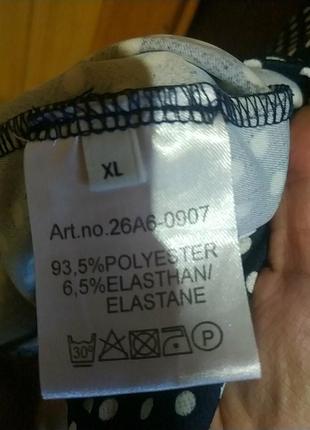 XL
Art.no.26A6-0907
93,5%POLYESTER
6,5%ELASTHAN/
ELASTANE
30° P